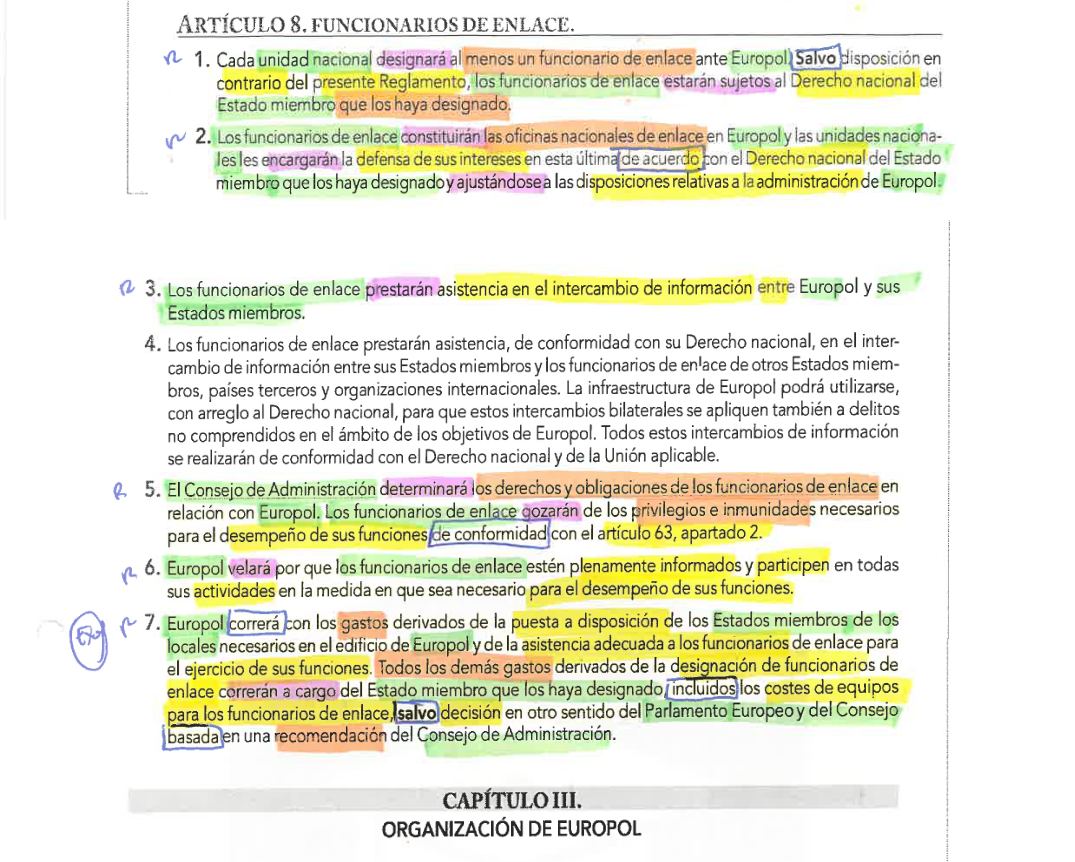 ARTÍCULO 8. FUNCIONARIOS DE ENLACE.
1. Cada unidad nacional designará al menos un funcionario de enlace ante Europol. Salvo disposición en
contrario del presente Reglamento, los funcionarios de enlace estarán sujetos al Derecho nacional del
Estado miembro que los haya designado.
2. Los funcionarios de enlace constituirán las oficinas nacionales de enlace en Europol y las unidades naciona-
les les encargarán la defensa de sus intereses en esta última de acuerdo con el Derecho nacional del Estado
miembro que los haya designado y ajustándose a las disposiciones relativas a la administración de Europol.
3. Los funcionarios de enlace prestarán asistencia en el intercambio de información entre Europol y sus
Estados miembros.
4. Los funcionarios de enlace prestarán asistencia, de conformidad con su Derecho nacional, en el inter-
cambio de información entre sus Estados miembros y los funcionarios de enlace de otros Estados miem-
bros, países terceros y organizaciones internacionales. La infraestructura de Europol podrá utilizarse,
con arreglo al Derecho nacional, para que estos intercambios bilaterales se apliquen también a delitos
no comprendidos en el ámbito de los objetivos de Europol. Todos estos intercambios de información
se realizarán de conformidad con el Derecho nacional y de la Unión aplicable.
5. El Consejo de Administración determinará los derechos y obligaciones de los funcionarios de enlace en
relación con Europol. Los funcionarios de enlace gozarán de los privilegios e inmunidades necesarios
para el desempeño de sus funciones de conformidad con el artículo 63, apartado 2.
6. Europol velará por que los funcionarios de enlace estén plenamente informados y participen en todas
sus actividades en la medida en que sea necesario para el desempeño de sus funciones.
7. Europol correrá con los gastos derivados de la puesta a disposición de los Estados miembros de los
locales necesarios en el edificio de Europol y de la asistencia adecuada a los funcionarios de enlace para
el ejercicio de sus funciones. Todos los demás gastos derivados de la designación de funcionarios de
enlace correrán a cargo del Estado miembro que los haya designado, incluidos los costes de equipos
para los funcionarios de enlace, salvo decisión en otro sentido del Parlamento Europeo y del Consejo
basada en una recomendación del Consejo de Administración.
CAPÍTULO III.
ORGANIZACIÓN DE EUROPOL